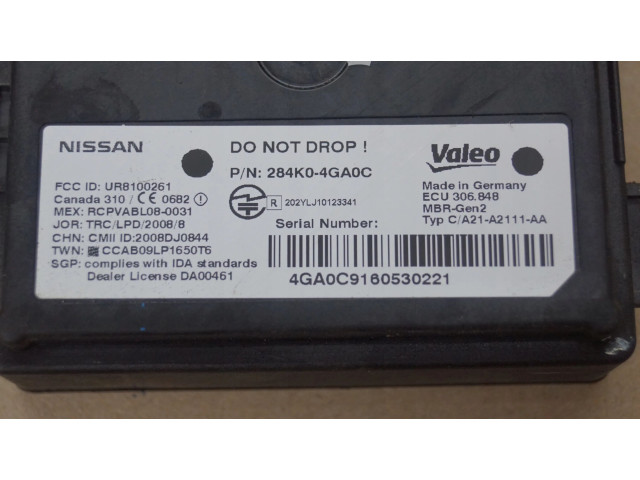 NISSAN
DO NOT DROP !
P/N: 284K0-4GA0C
Valeo
FCC ID: UR8100261
Canada 310 / CE 0682 !
MEX: RCPVABL08-0031
JOR: TRC/LPD/2008/8
CHN: CMII ID:2008DJ0844
TWN: CCAB09LP1650T6
SGP: complies with IDA standards
Dealer License DA00461
R 202YLJ10123341
Made in Germany
ECU 306.848
MBR-Gen2
Typ C/A21-A2111-AA
Serial Number:
4GA0C9160530221